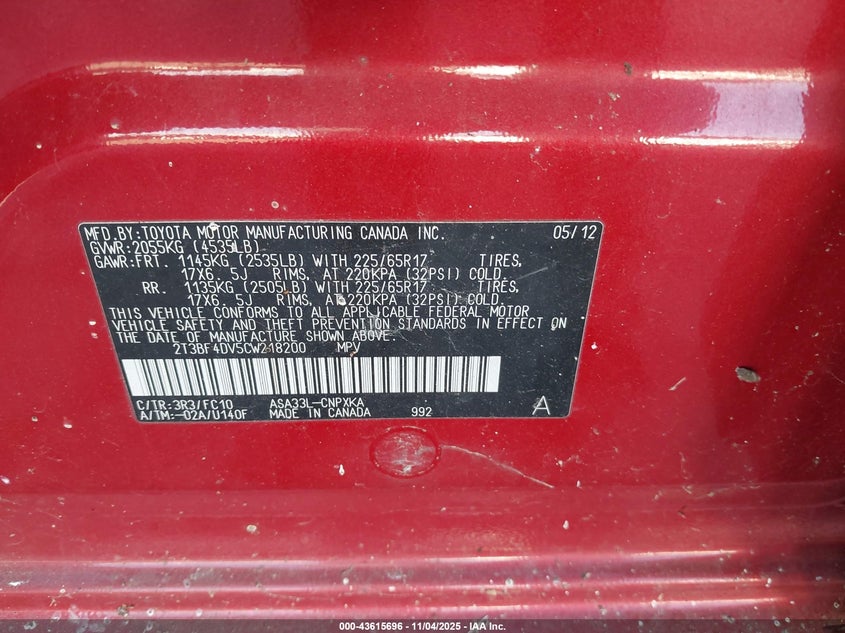 MFD.BY:TOYOTA MOTOR MANUFACTURING CANADA INC. 05/12
GVWR:2055KG (4535LB)
GAWR:FRT. 1145KG (2535LB) WITH 225/65R17 TIRES,
17X6.5J RIMS, AT 220KPA (32PSI) COLD.
RR. 1135KG (2505LB) WITH 225/65R17 TIRES,
17X6.5J RIMS, AT 220KPA (32PSI) COLD.
THIS VEHICLE CONFORMS TO ALL APPLICABLE FEDERAL MOTOR
VEHICLE SAFETY AND THEFT PREVENTION STANDARDS IN EFFECT ON
THE DATE OF MANUFACTURE SHOWN ABOVE.
2T3BF4DV5CW218200 MPV
C/TR:3R3/FC10 ASA33L-CNPXKA
A/TM:-02A/U140F MADE IN CANADA 992 A
000-43615696 - 11/04/2025 - IAA Inc.